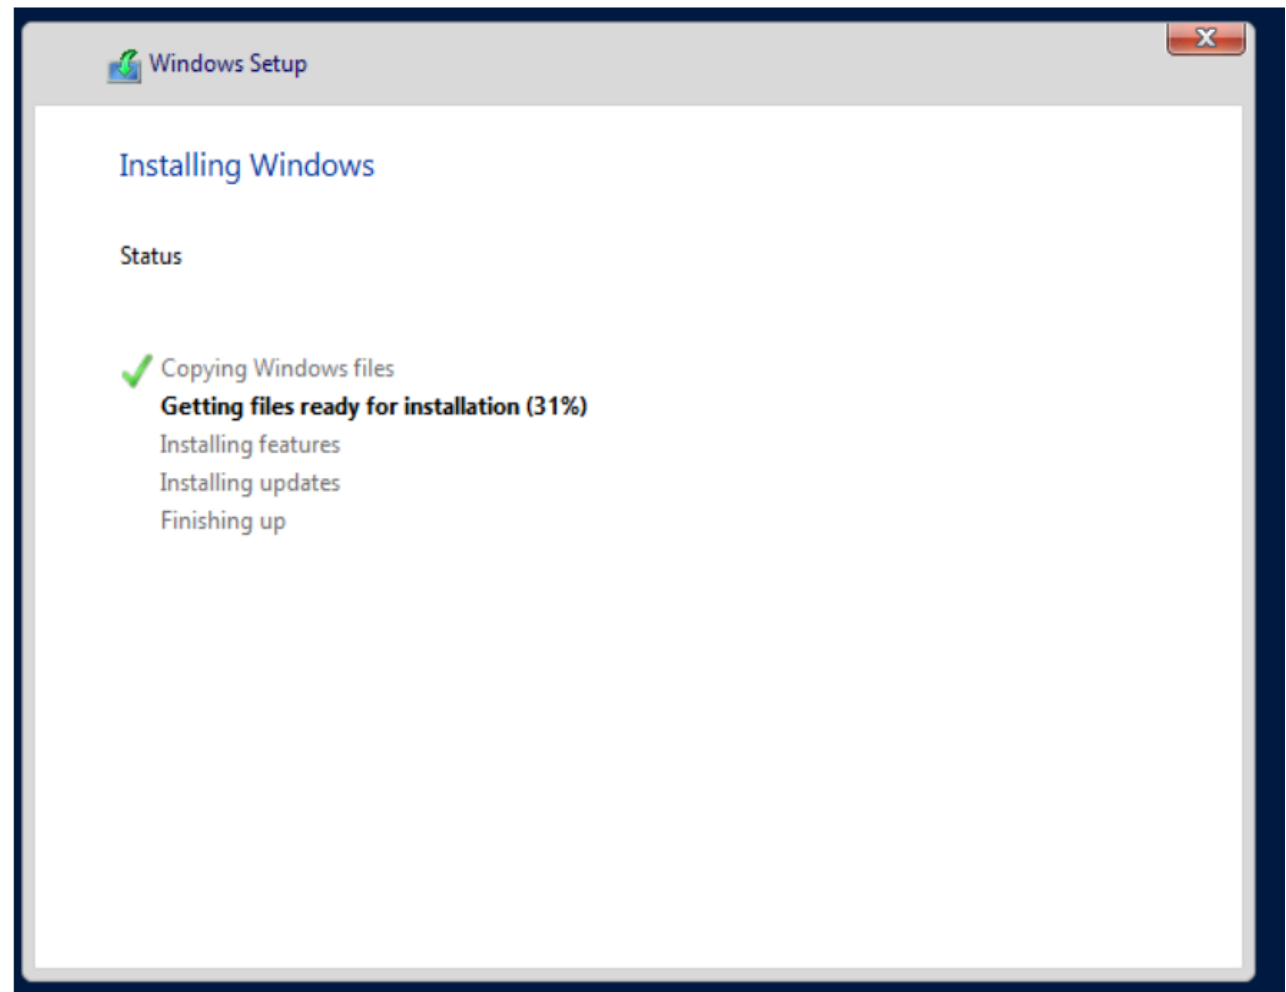 Windows Setup
Installing Windows
Status
Copying Windows files
Getting files ready for installation (31%)
Installing features
Installing updates
Finishing up